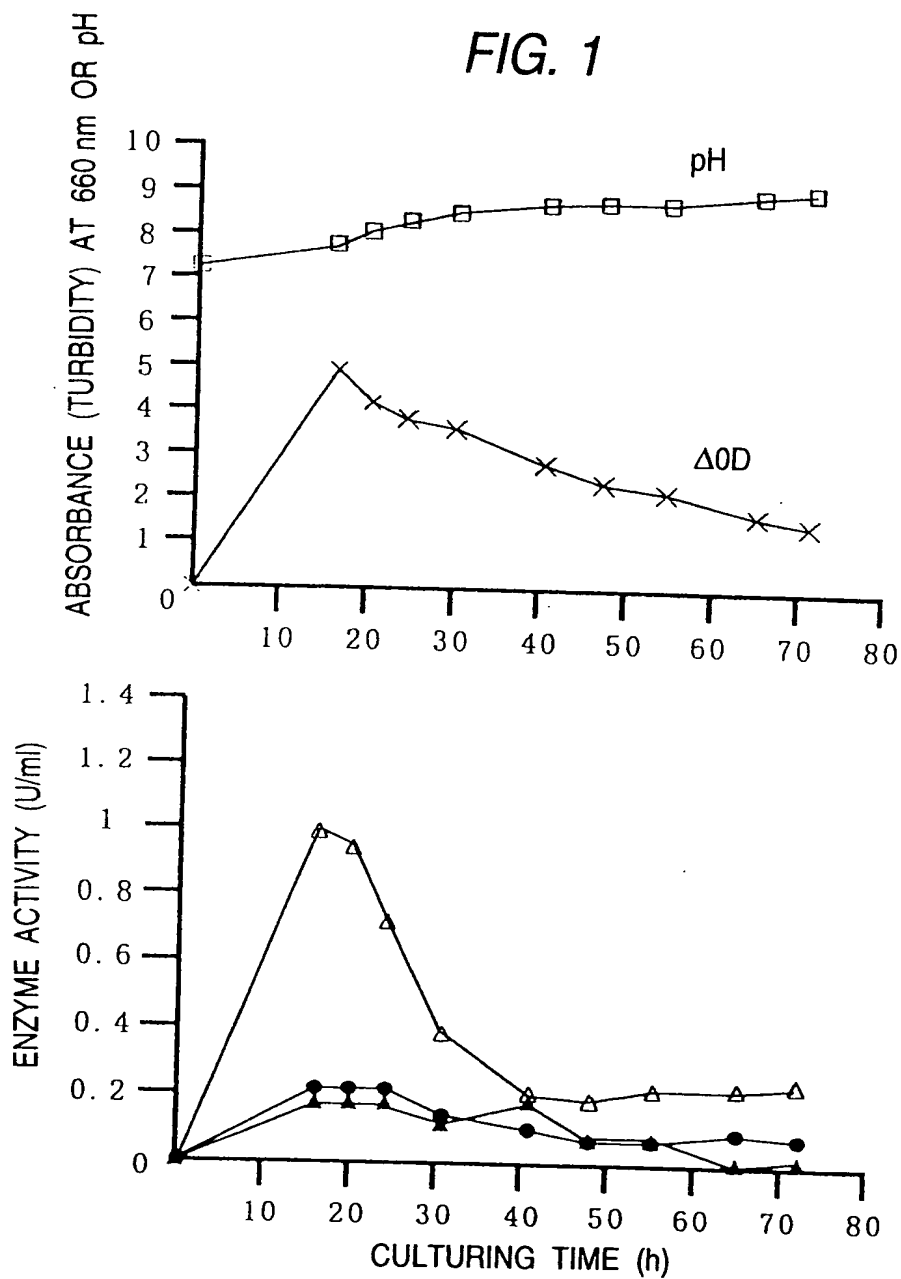 FIG. 1
ABSORBANCE (TURBIDITY) AT 660 nm OR pH
10
9
8
7
6
5
4
3
2
1
0
pH
Δ0D
10 20 30 40 50 60 70 80
ENZYME ACTIVITY (U/ml)
1.4
1.2
1
0.8
0.6
0.4
0.2
0
10 20 30 40 50 60 70 80
CULTURING TIME (h)